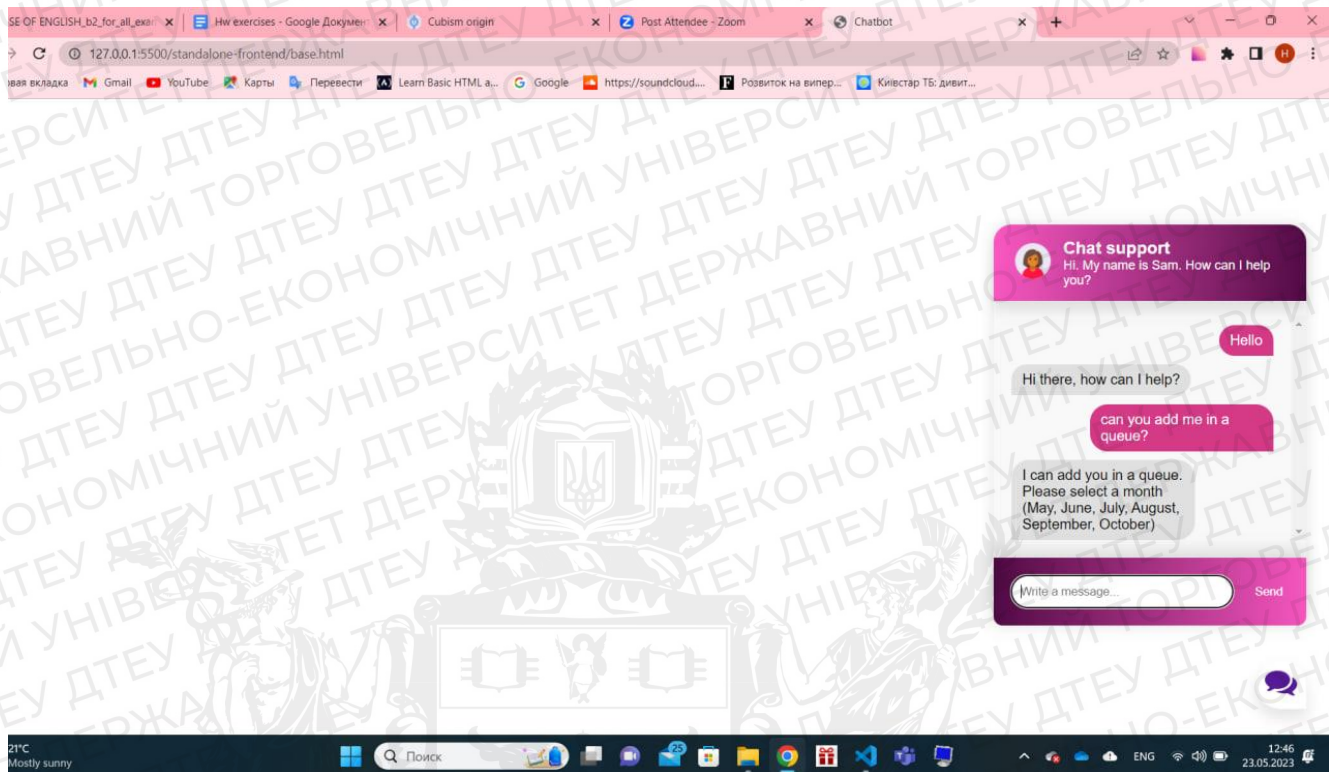 SE OF ENGLISH_b2_for_all_exam
Hw exercises - Google Документ
Cubism origin
Post Attendee - Zoom
Chatbot
127.0.0.1:5500/standalone-frontend/base.html
овая вкладка
Gmail
YouTube
Карты
Перевести
Learn Basic HTML a...
Google
https://soundcloud....
Розвиток на випер...
Київстар ТБ: дивит...
Chat support
Hi. My name is Sam. How can I help
you?
Hello
Hi there, how can I help?
can you add me in a
queue?
I can add you in a queue.
Please select a month
(May, June, July, August,
September, October)
Write a message...
Send
21°C
Mostly sunny
Поиск
25
ENG
12:46
23.05.2023